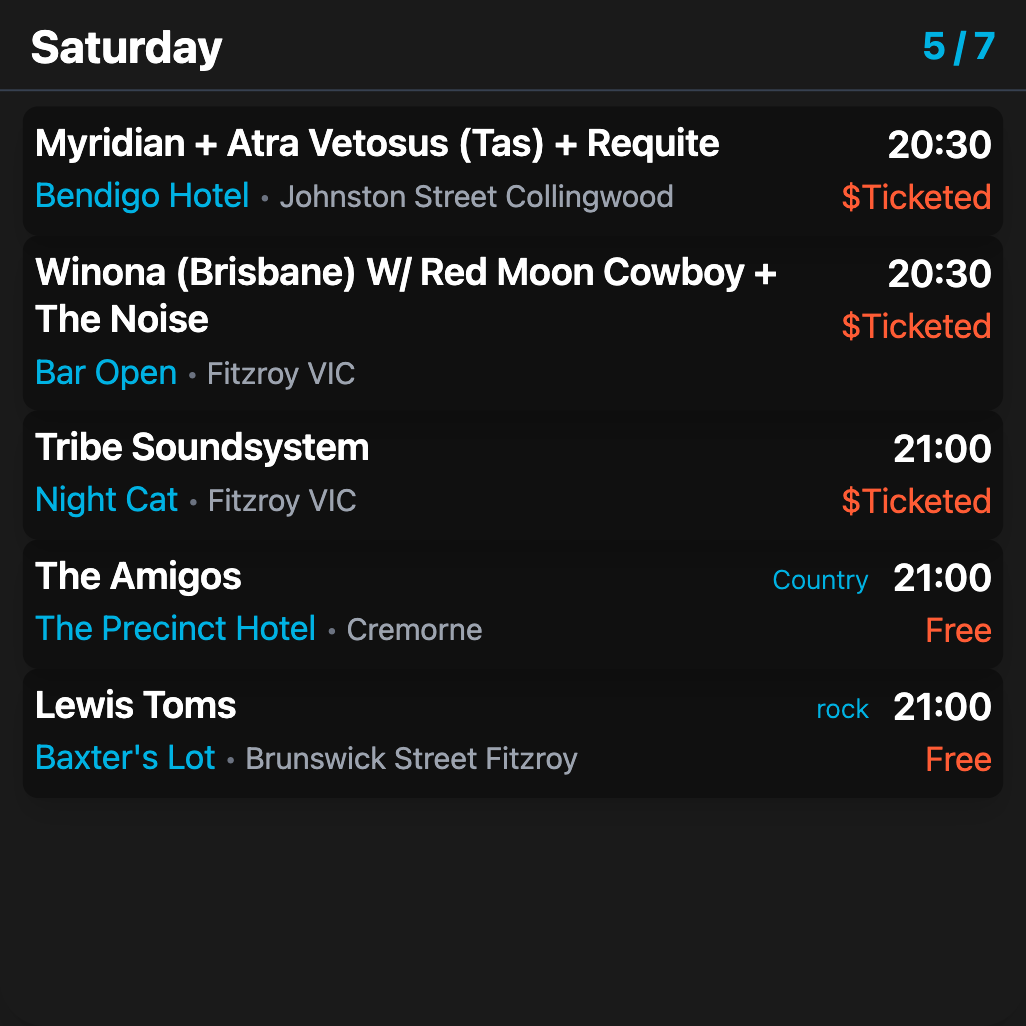 Saturday 5 / 7
Myridian + Atra Vetosus (Tas) + Requite 20:30
Bendigo Hotel • Johnston Street Collingwood $Ticketed
Winona (Brisbane) W/ Red Moon Cowboy + 20:30
The Noise $Ticketed
Bar Open • Fitzroy VIC
Tribe Soundsystem 21:00
Night Cat • Fitzroy VIC $Ticketed
The Amigos Country 21:00
The Precinct Hotel • Cremorne Free
Lewis Toms rock 21:00
Baxter's Lot • Brunswick Street Fitzroy Free